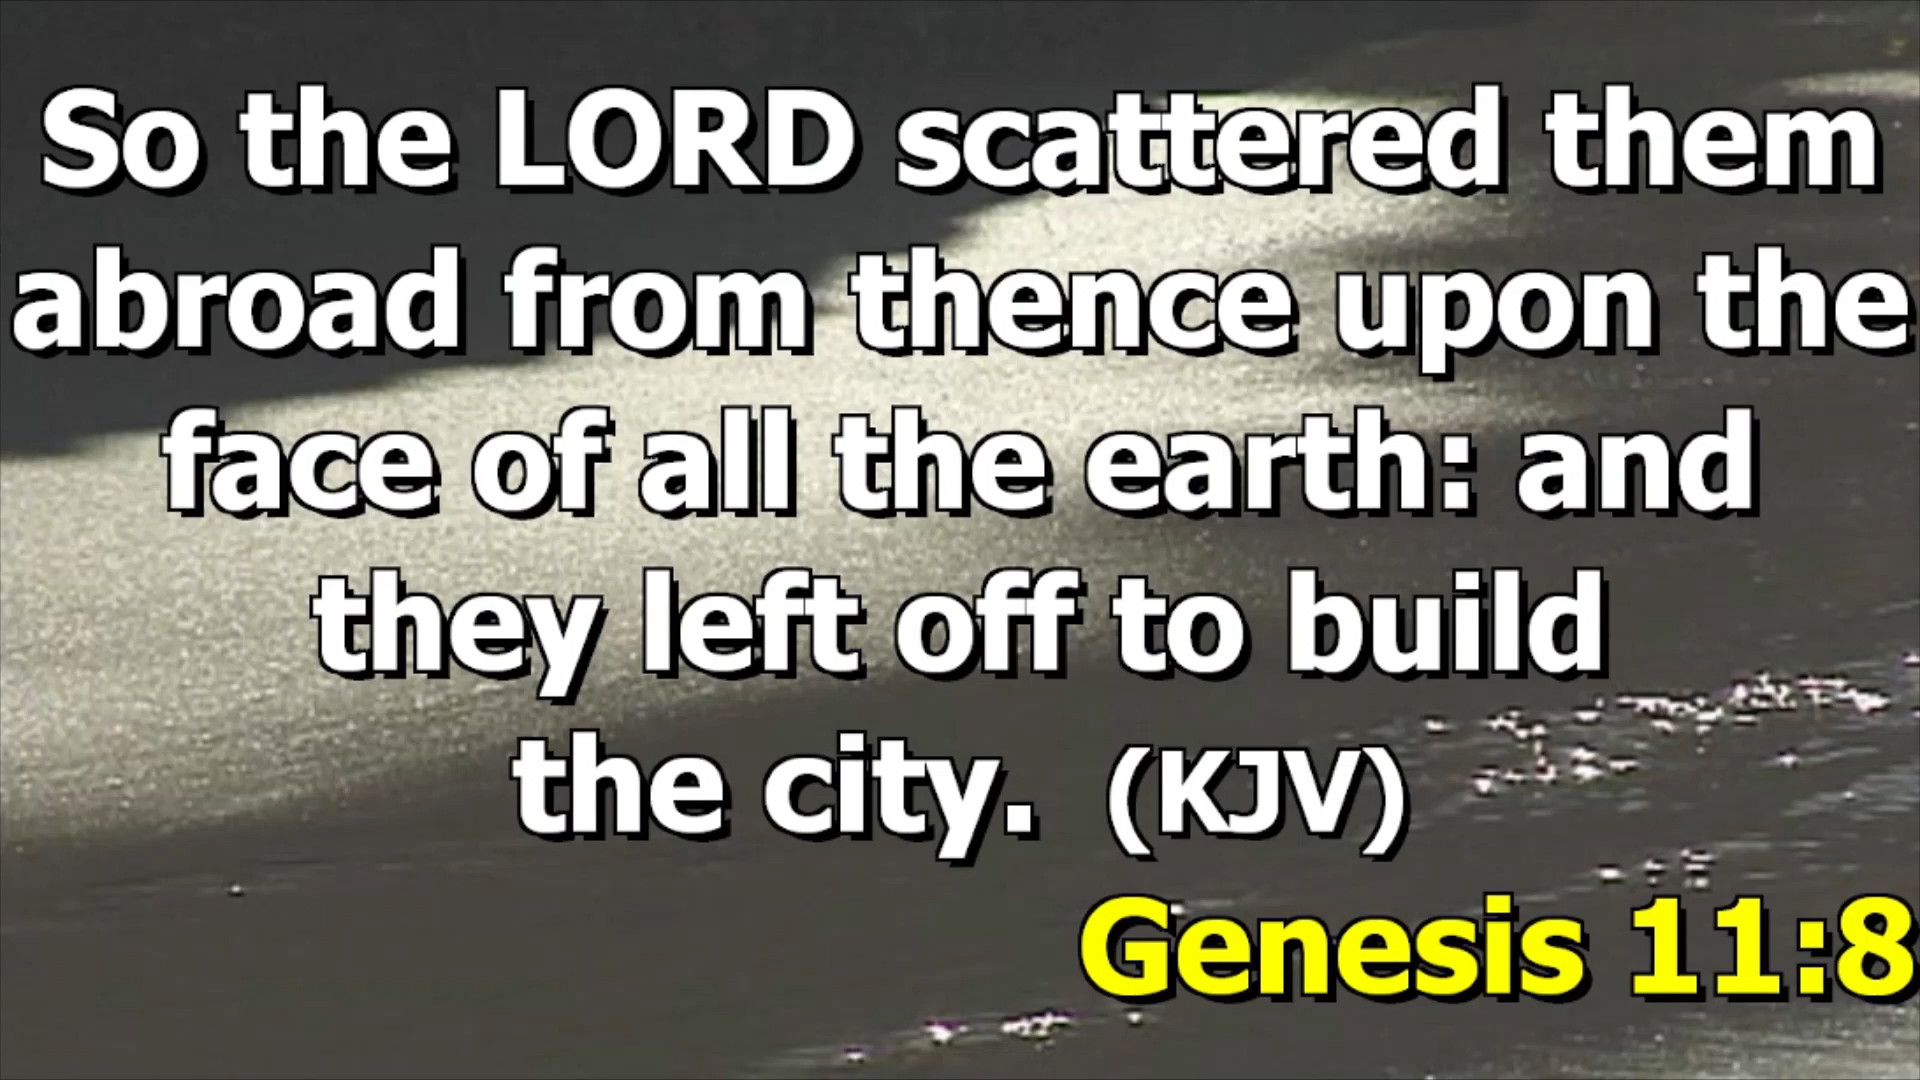 So the LORD scattered them
abroad from thence upon the
face of all the earth: and
they left off to build
the city. (KJV)
Genesis 11:8